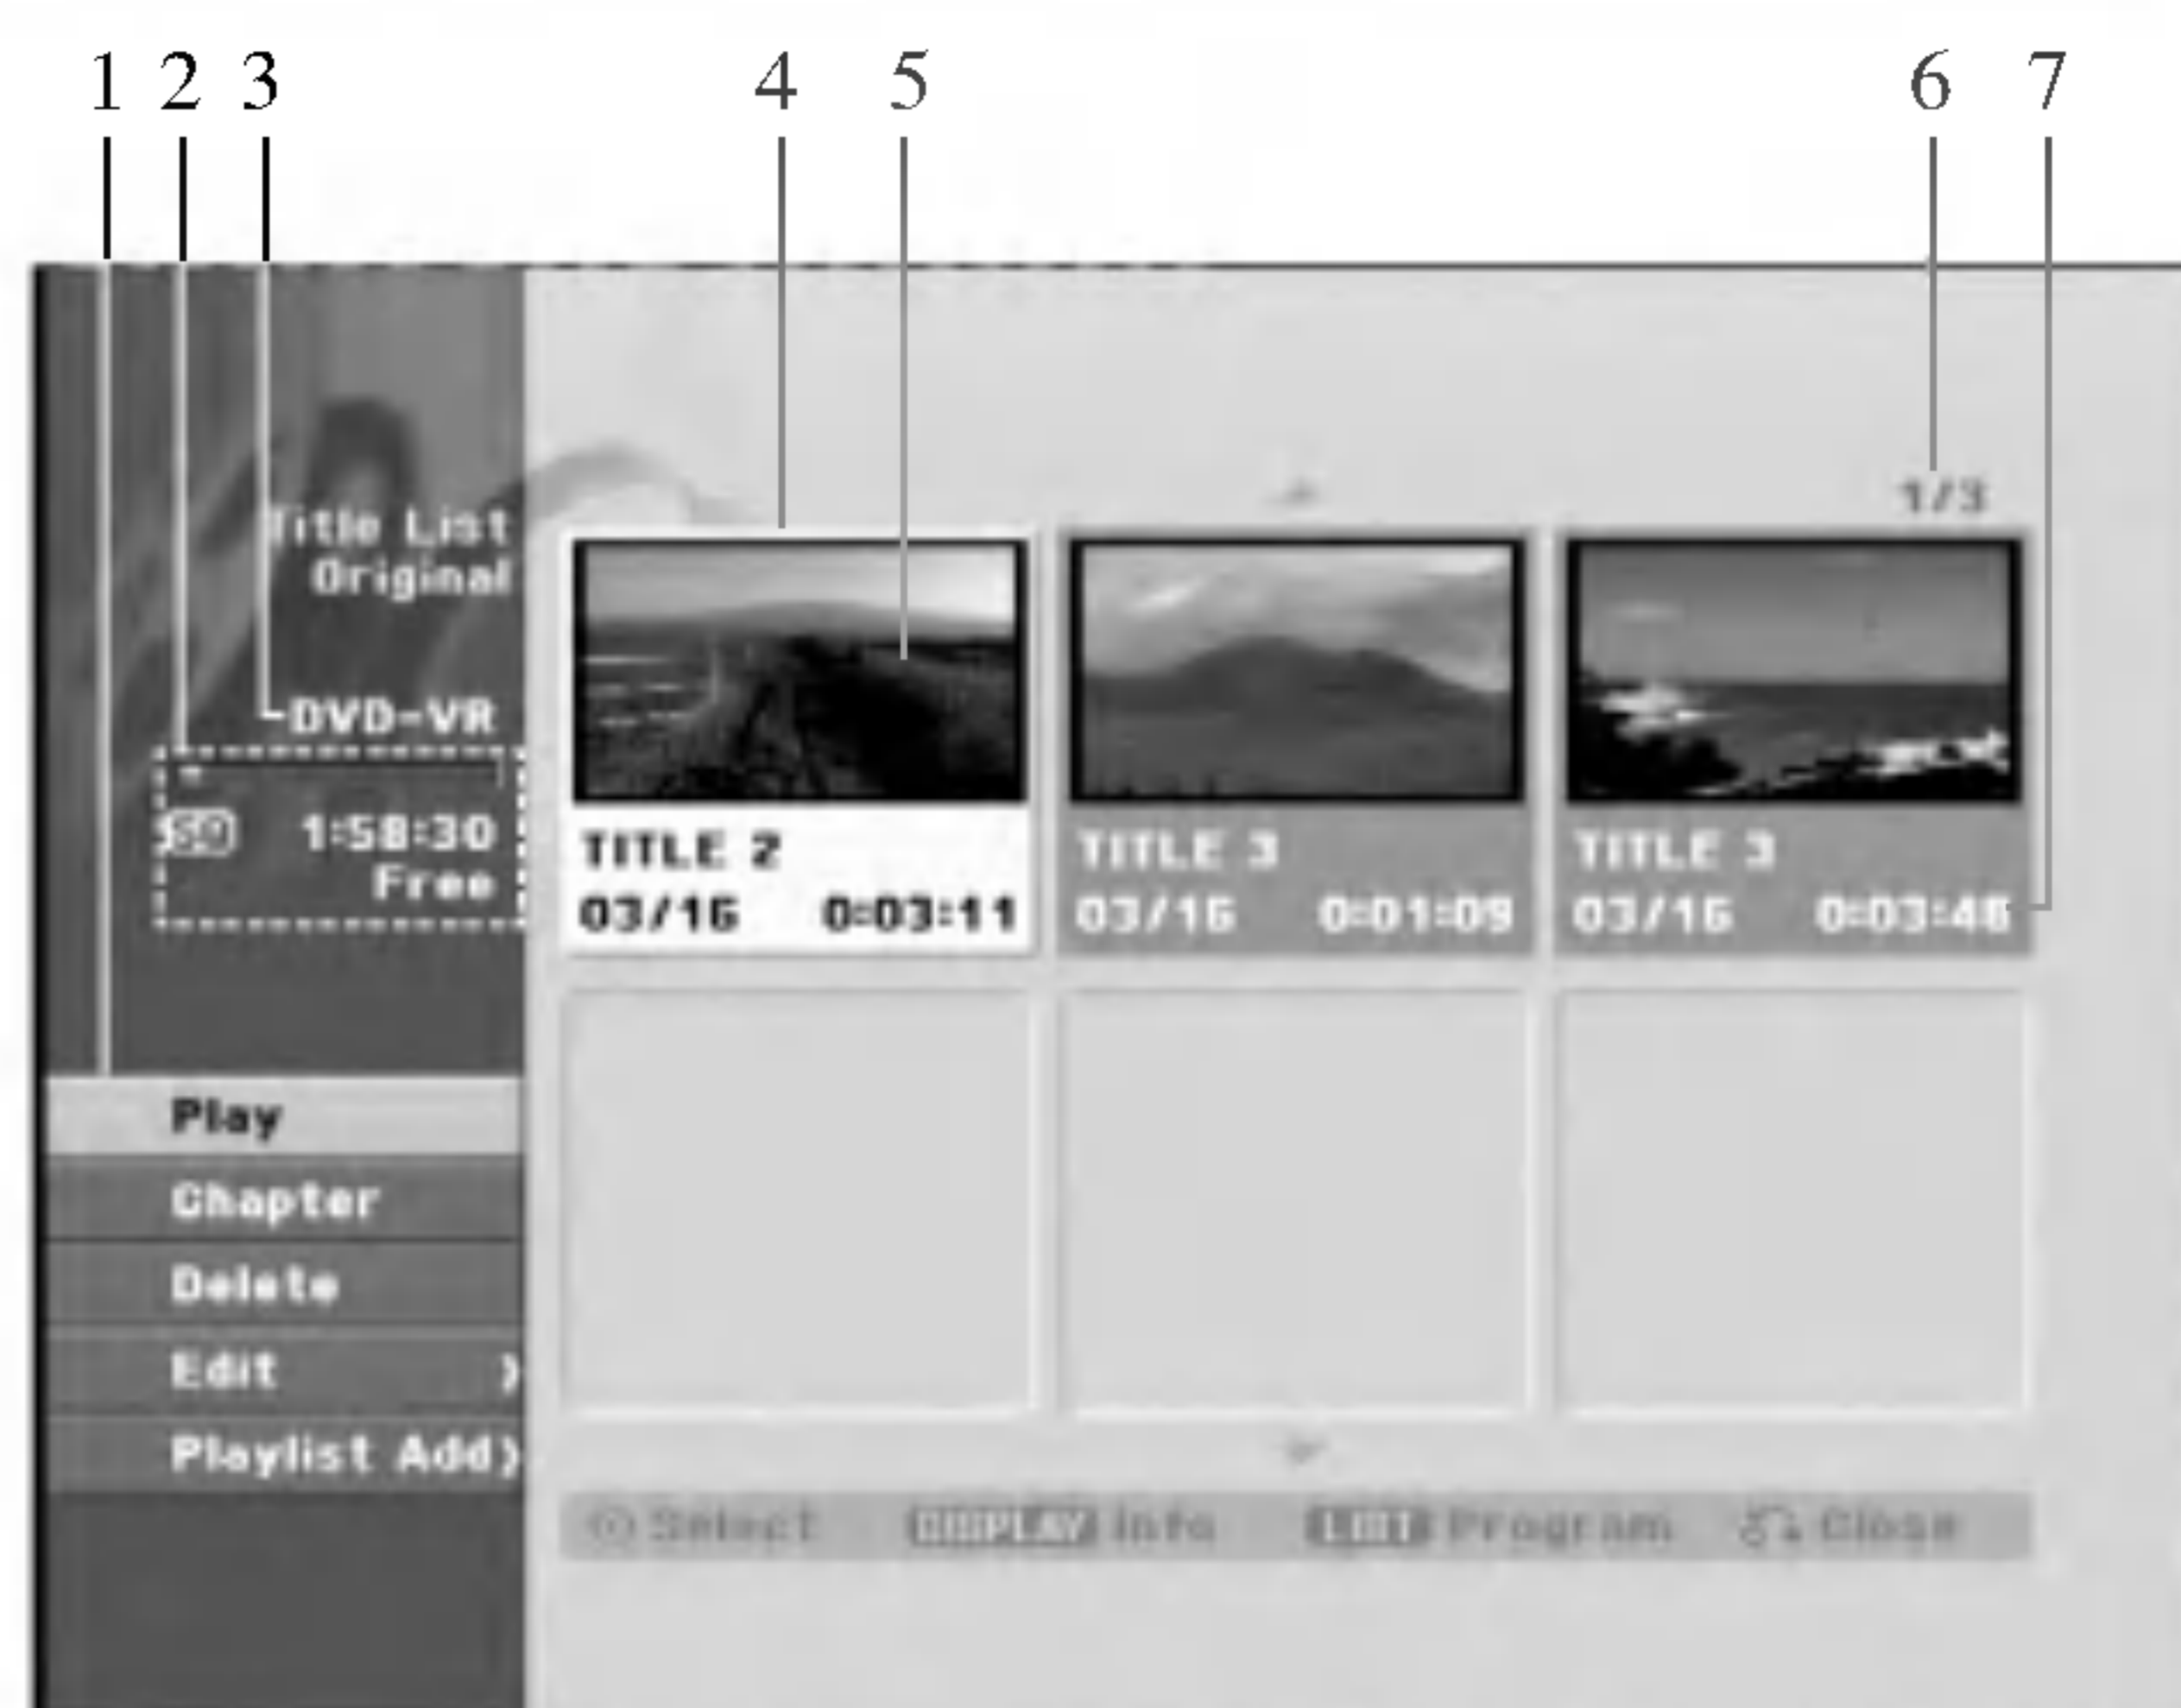 1 2 3 4 5 6 7
1/3
Title List
Original
DVD-VR
SQ 1:58:30
Free
TITLE 2
03/16 0:03:11
TITLE 3
03/16 0:01:09
TITLE 3
03/16 0:03:46
Play
Chapter
Delete
Edit
Playlist Add
Select DISPLAY Info LIST Program Close